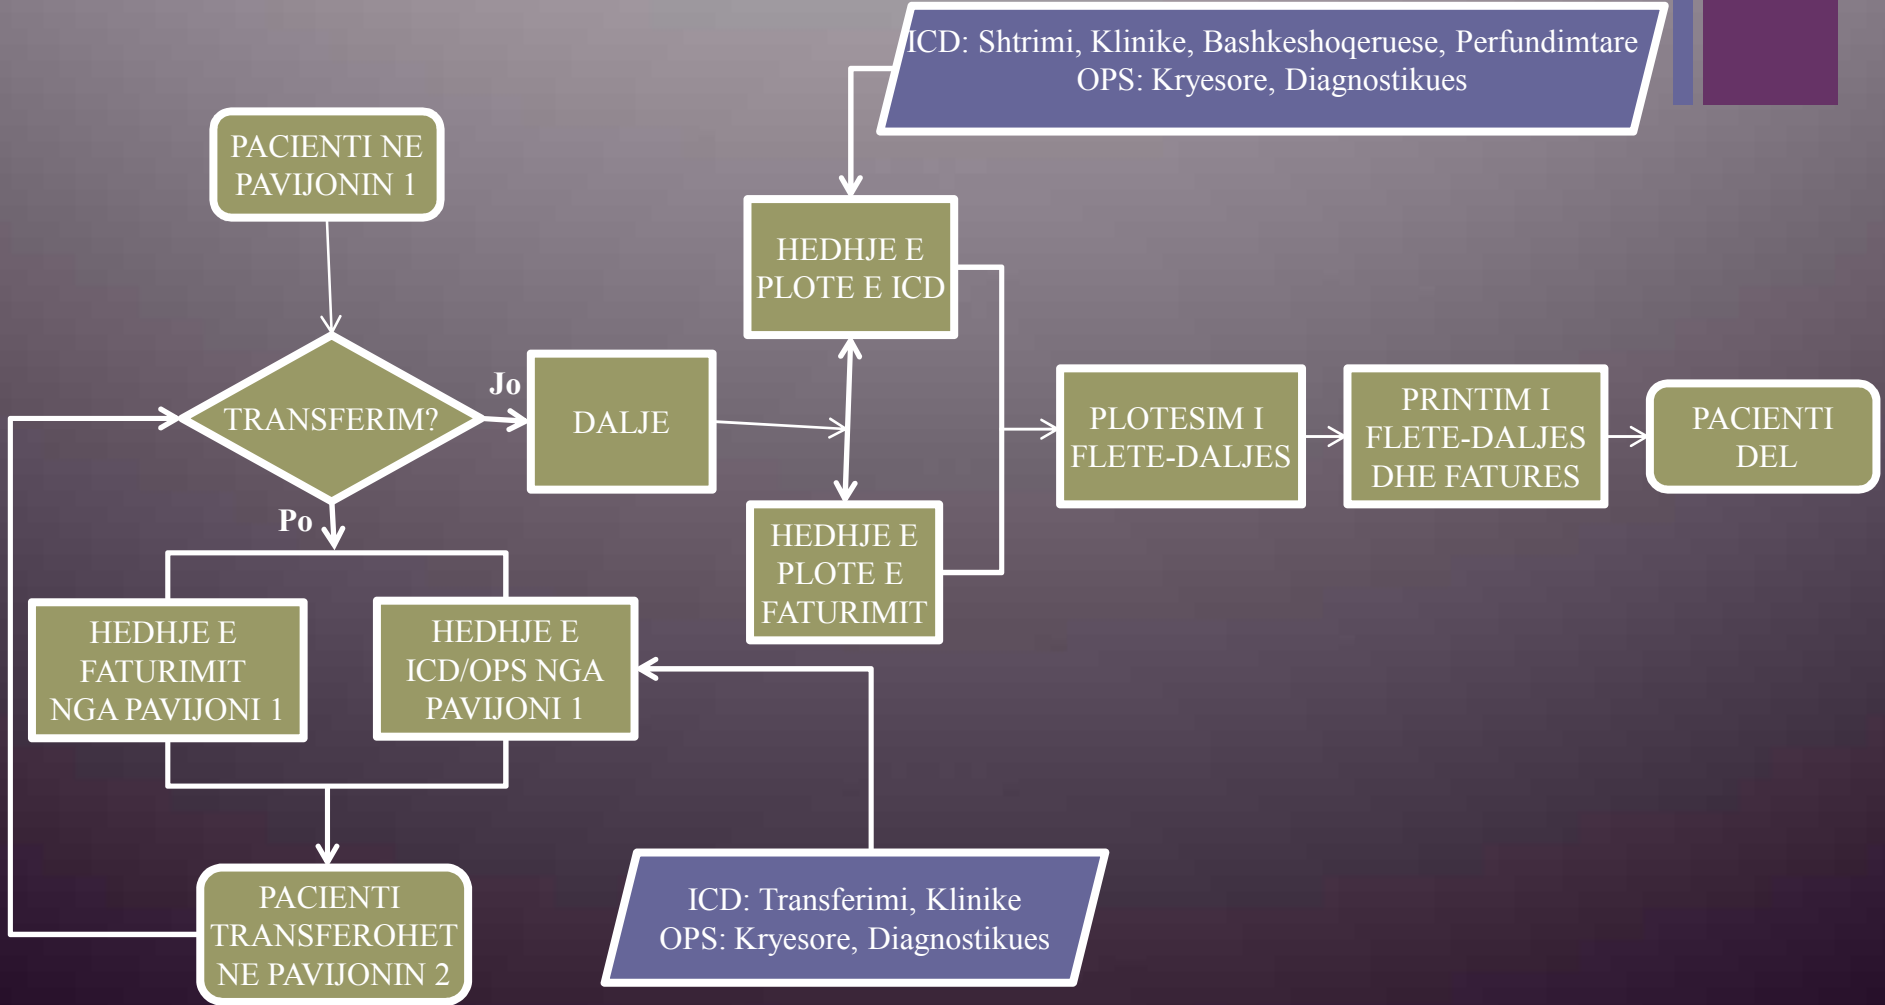 ICD: Shtrimi, Klinike, Bashkeshoqeruese, Perfundimtare
OPS: Kryesore, Diagnostikues
PACIENTI NE
PAVIJONIN 1
TRANSFERIM?
Jo
DALJE
HEDHJE E
PLOTE E ICD
HEDHJE E
PLOTE E
FATURIMIT
PLOTESIM I
FLETE-DALJES
PRINTIM I
FLETE-DALJES
DHE FATURES
PACIENTI
DEL
Po
HEDHJE E
FATURIMIT
NGA PAVIJONI 1
HEDHJE E
ICD/OPS NGA
PAVIJONI 1
PACIENTI
TRANSFEROHET
NE PAVIJONIN 2
ICD: Transferimi, Klinike
OPS: Kryesore, Diagnostikues